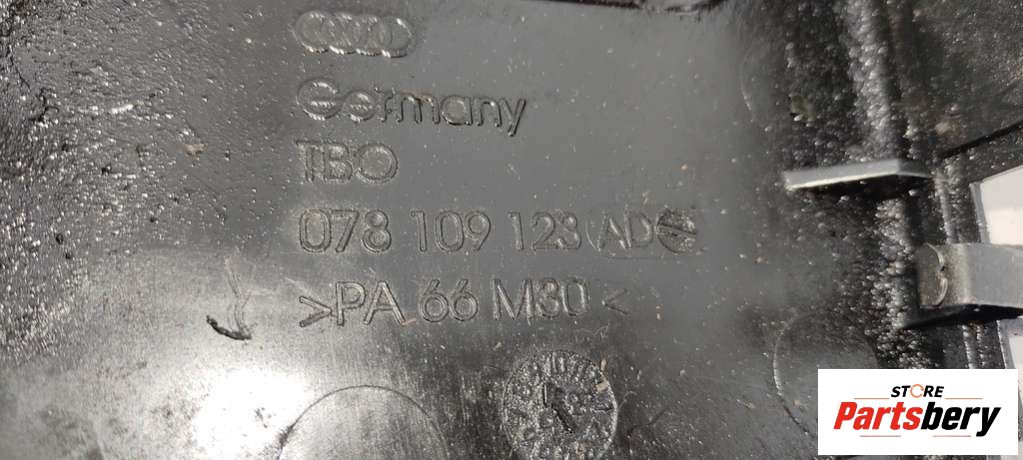 Germany
TBO
078 109 123 AD
>PA 66 M30<
STORE
Partsbery